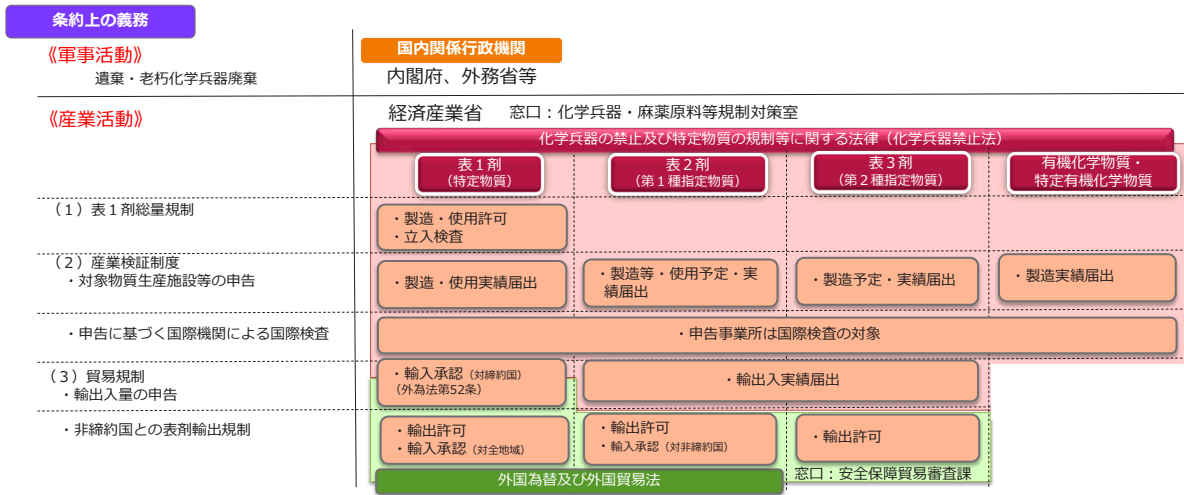 条約上の義務
《軍事活動》
遺棄・老朽化学兵器廃棄
国内関係行政機関
内閣府、外務省等
《産業活動》
経済産業省 窓口：化学兵器・麻薬原料等規制対策室
化学兵器の禁止及び特定物質の規制等に関する法律（化学兵器禁止法）
表１剤
（特定物質）
表２剤
（第１種指定物質）
表３剤
（第２種指定物質）
有機化学物質・
特定有機化学物質
（１）表１剤総量規制
・製造・使用許可
・立入検査
（２）産業検証制度
・対象物質生産施設等の申告
・製造・使用実績届出
・製造等・使用予定・実
績届出
・製造予定・実績届出
・製造実績届出
・申告に基づく国際機関による国際検査
・申告事業所は国際検査の対象
（３）貿易規制
・輸出入量の申告
・輸入承認（対締約国）
（外為法第52条）
・輸出入実績届出
・非締約国との表剤輸出規制
・輸出許可
・輸入承認（対全地域）
・輸出許可
・輸入承認（対非締約国）
・輸出許可
外国為替及び外国貿易法
窓口：安全保障貿易審査課